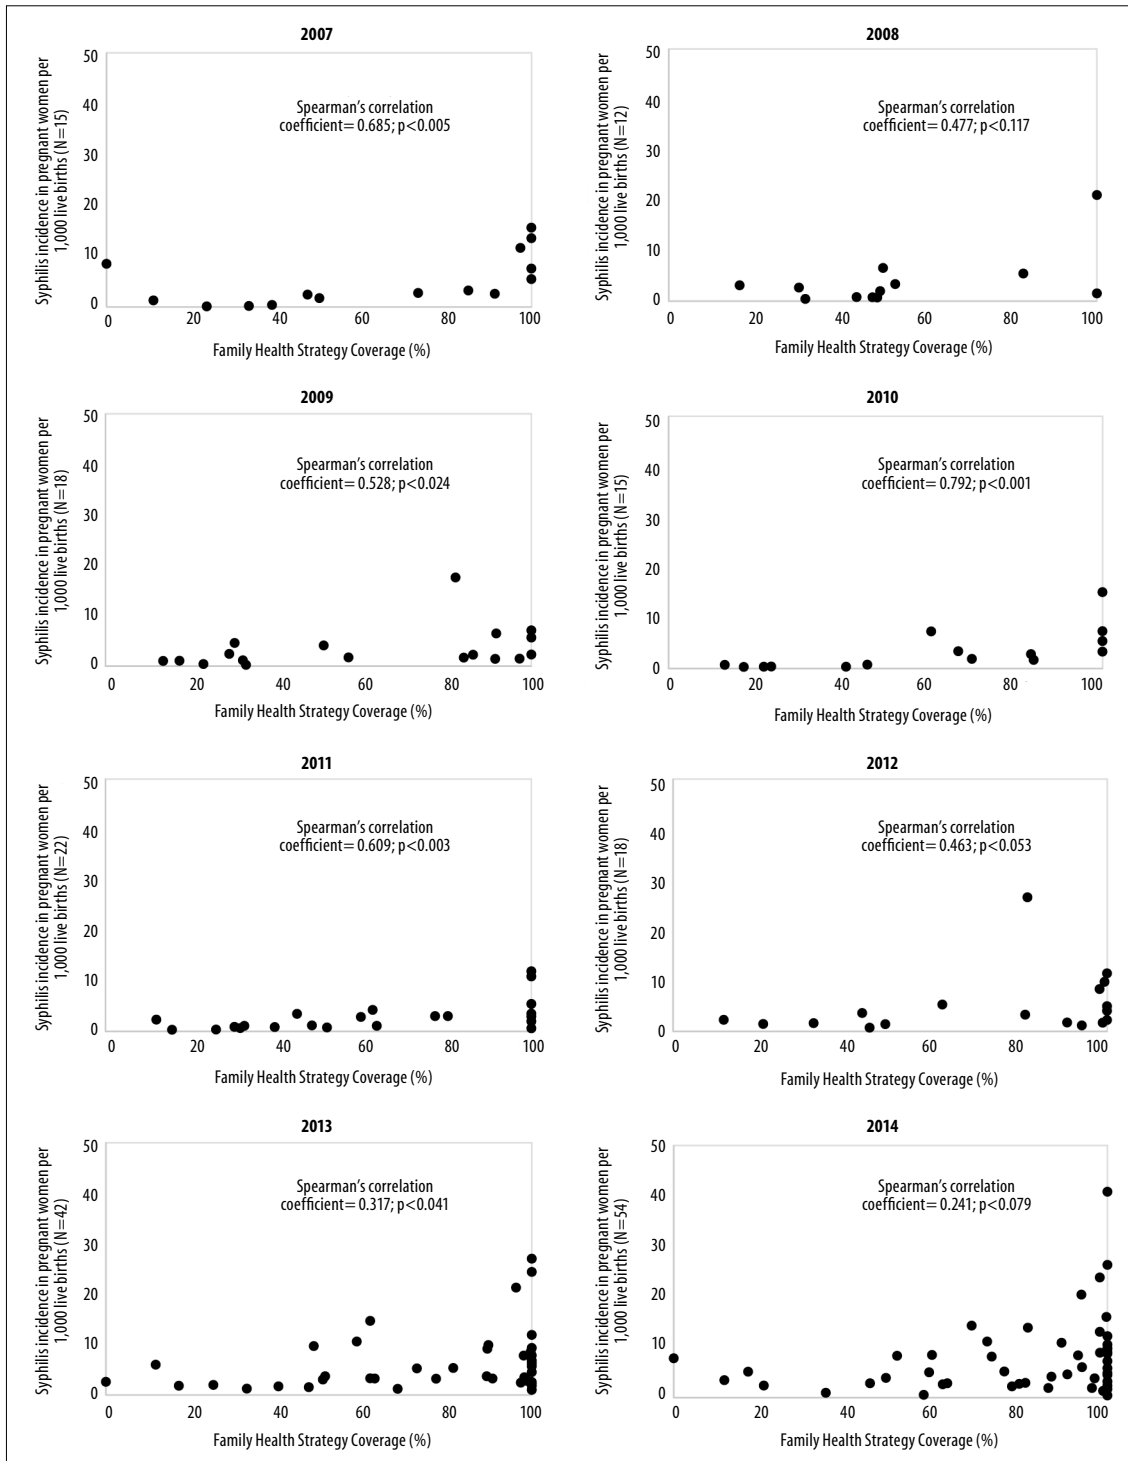 2007
Syphilis incidence in pregnant women per
1,000 live births (N=15)
50
40
30
20
10
0
Spearman's correlation
coefficient= 0.685; p<0.005
0 20 40 60 80 100
Family Health Strategy Coverage (%)
2008
Syphilis incidence in pregnant women per
1,000 live births (N=12)
50
40
30
20
10
0
Spearman's correlation
coefficient= 0.477; p<0.117
0 20 40 60 80 100
Family Health Strategy Coverage (%)
2009
Syphilis incidence in pregnant women per
1,000 live births (N=18)
50
40
30
20
10
0
Spearman's correlation
coefficient= 0.528; p<0.024
0 20 40 60 80 100
Family Health Strategy Coverage (%)
2010
Syphilis incidence in pregnant women per
1,000 live births (N=15)
50
40
30
20
10
0
Spearman's correlation
coefficient= 0.792; p<0.001
0 20 40 60 80 100
Family Health Strategy Coverage (%)
2011
Syphilis incidence in pregnant women per
1,000 live births (N=22)
50
40
30
20
10
0
Spearman's correlation
coefficient= 0.609; p<0.003
0 20 40 60 80 100
Family Health Strategy Coverage (%)
2012
Syphilis incidence in pregnant women per
1,000 live births (N=18)
50
40
30
20
10
0
Spearman's correlation
coefficient= 0.463; p<0.053
0 20 40 60 80 100
Family Health Strategy Coverage (%)
2013
Syphilis incidence in pregnant women per
1,000 live births (N=42)
50
40
30
20
10
0
Spearman's correlation
coefficient= 0.317; p<0.041
0 20 40 60 80 100
Family Health Strategy Coverage (%)
2014
Syphilis incidence in pregnant women per
1,000 live births (N=54)
50
40
30
20
10
0
Spearman's correlation
coefficient= 0.241; p<0.079
0 20 40 60 80 100
Family Health Strategy Coverage (%)